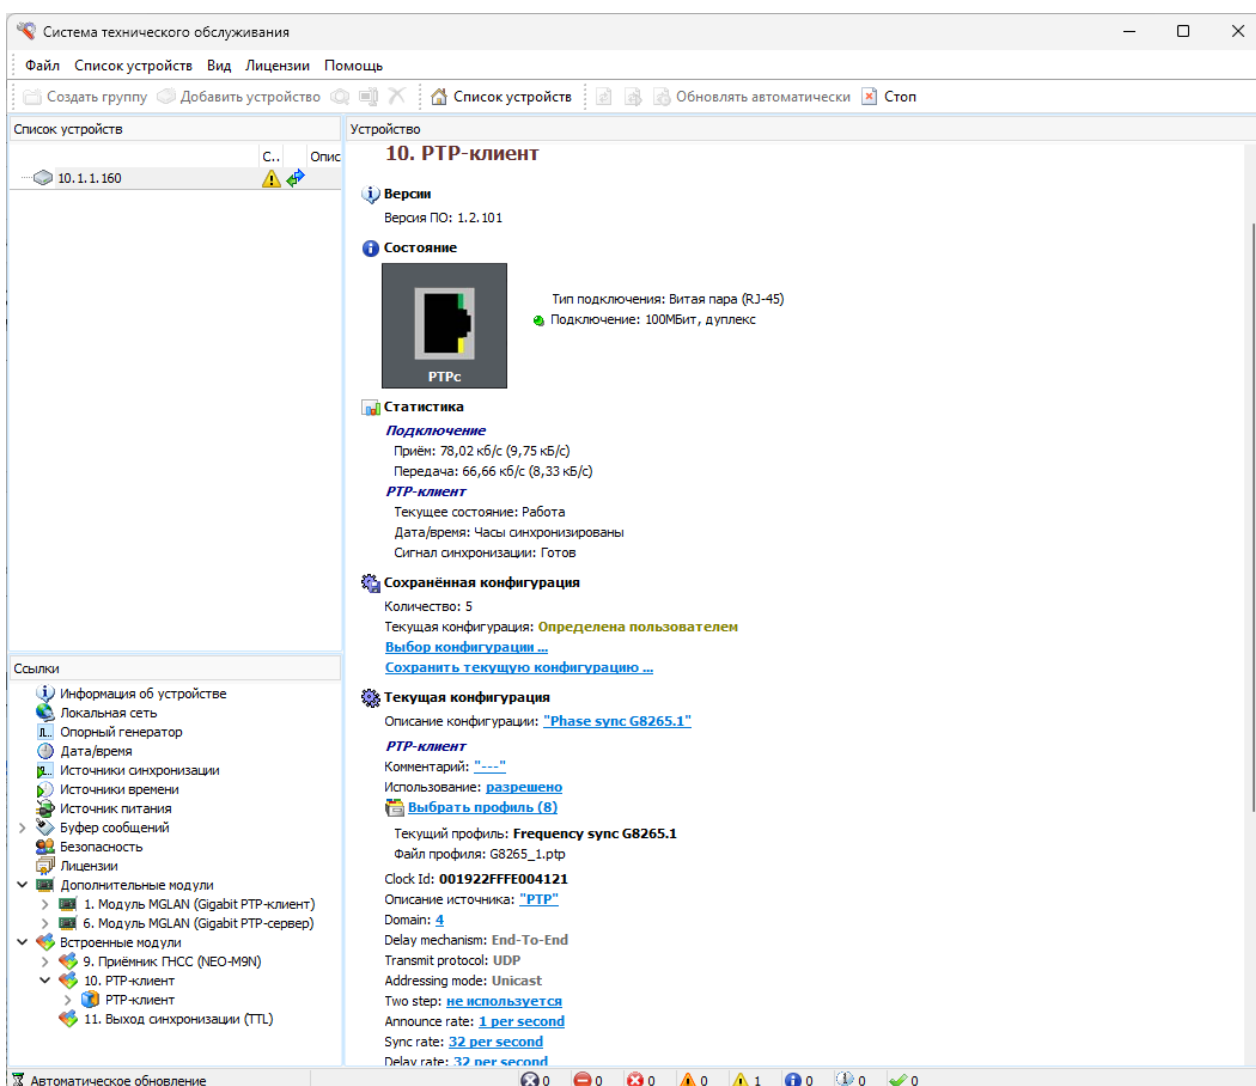 Система технического обслуживания
Файл Список устройств Вид Лицензии Помощь
Создать группу Добавить устройство Список устройств Обновлять автоматически Стоп
Список устройств
С.. Опис
10.1.1.160
Ссылки
Информация об устройстве
Локальная сеть
Опорный генератор
Дата/время
Источники синхронизации
Источники времени
Источник питания
Буфер сообщений
Безопасность
Лицензии
Дополнительные модули
1. Модуль MGLAN (Gigabit PTP-клиент)
6. Модуль MGLAN (Gigabit PTP-сервер)
Встроенные модули
9. Приёмник ГНСС (NEO-M9N)
10. PTP-клиент
PTP-клиент
11. Выход синхронизации (TTL)
Устройство
10. PTP-клиент
Версии
Версия ПО: 1.2.101
Состояние
PTPc
Тип подключения: Витая пара (RJ-45)
Подключение: 100МБит, дуплекс
Статистика
Подключение
Приём: 78,02 кб/с (9,75 кБ/с)
Передача: 66,66 кб/с (8,33 кБ/с)
PTP-клиент
Текущее состояние: Работа
Дата/время: Часы синхронизированы
Сигнал синхронизации: Готов
Сохранённая конфигурация
Количество: 5
Текущая конфигурация: Определена пользователем
Выбор конфигурации ...
Сохранить текущую конфигурацию ...
Текущая конфигурация
Описание конфигурации: "Phase sync G8265.1"
PTP-клиент
Комментарий: "---"
Использование: разрешено
Выбрать профиль (8)
Текущий профиль: Frequency sync G8265.1
Файл профиля: G8265_1.ptp
Clock Id: 001922FFFE004121
Описание источника: "PTP"
Domain: 4
Delay mechanism: End-To-End
Transmit protocol: UDP
Addressing mode: Unicast
Two step: не используется
Announce rate: 1 per second
Sync rate: 32 per second
Delay rate: 32 per second
Автоматическое обновление 0 0 0 0 1 0 0 0